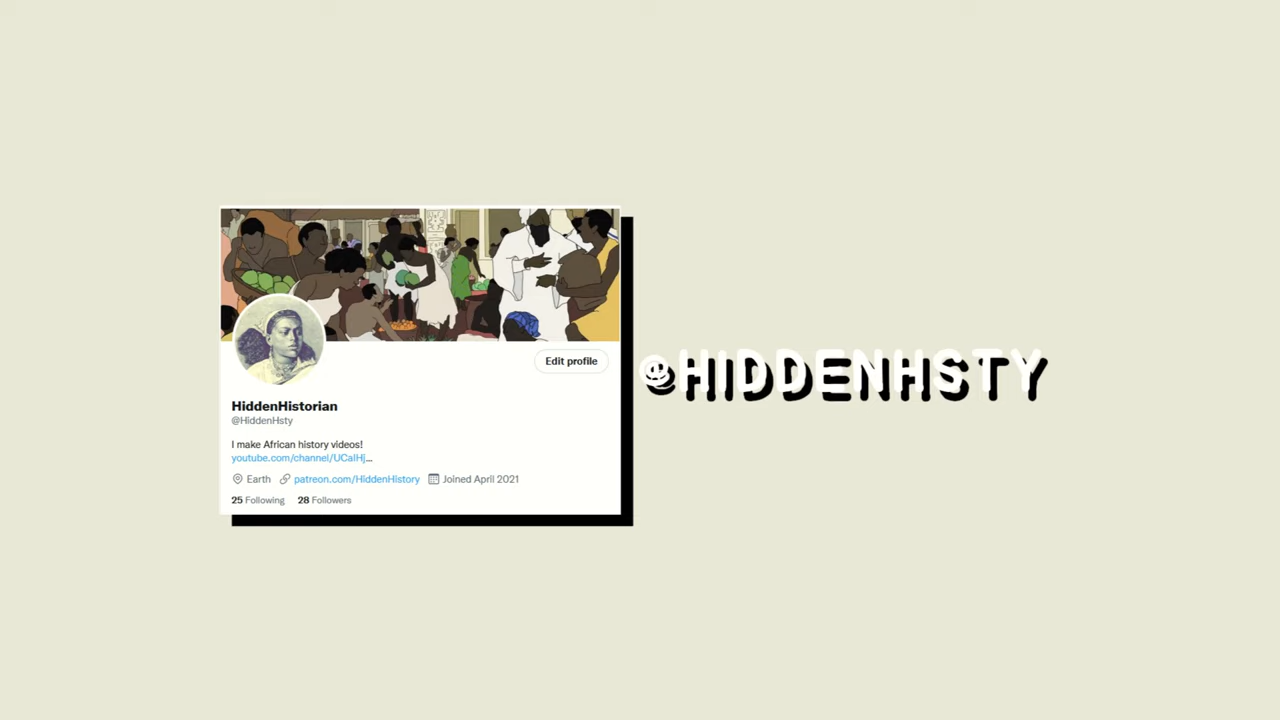 Edit profile
@HIDDENHSTY
HiddenHistorian
@HiddenHsty
I make African history videos!
youtube.com/channel/UCaIHj...
Earth patreon.com/HiddenHistory Joined April 2021
25 Following 28 Followers